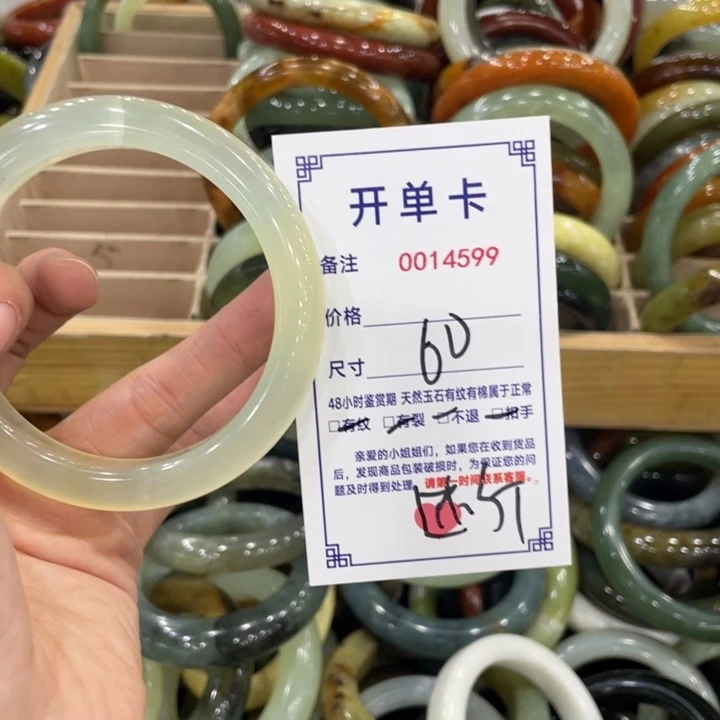 开单卡
备注 0014599
价格
尺寸 60
48小时鉴赏期 天然玉石有纹有棉属于正常
□有纹 □有裂 □不退 □扣手
亲爱的小姐姐们，如果您在收到货品
后，发现商品包装破损时，为保证您的问
题及时得到处理，请第一时间联系客服。